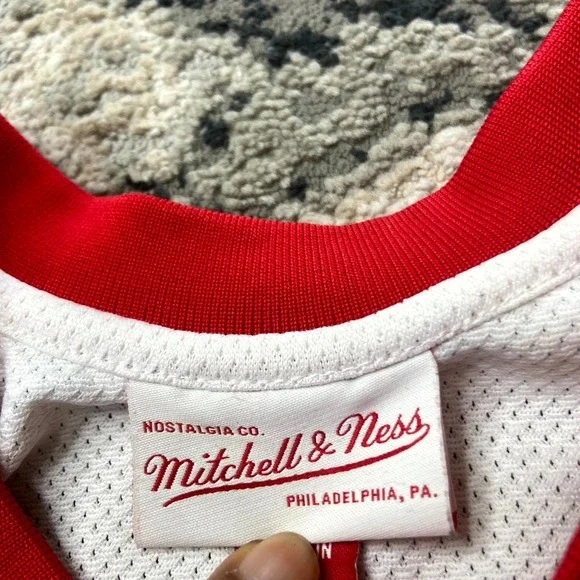 NOSTALGIA CO.
Mitchell & Ness
PHILADELPHIA, PA.